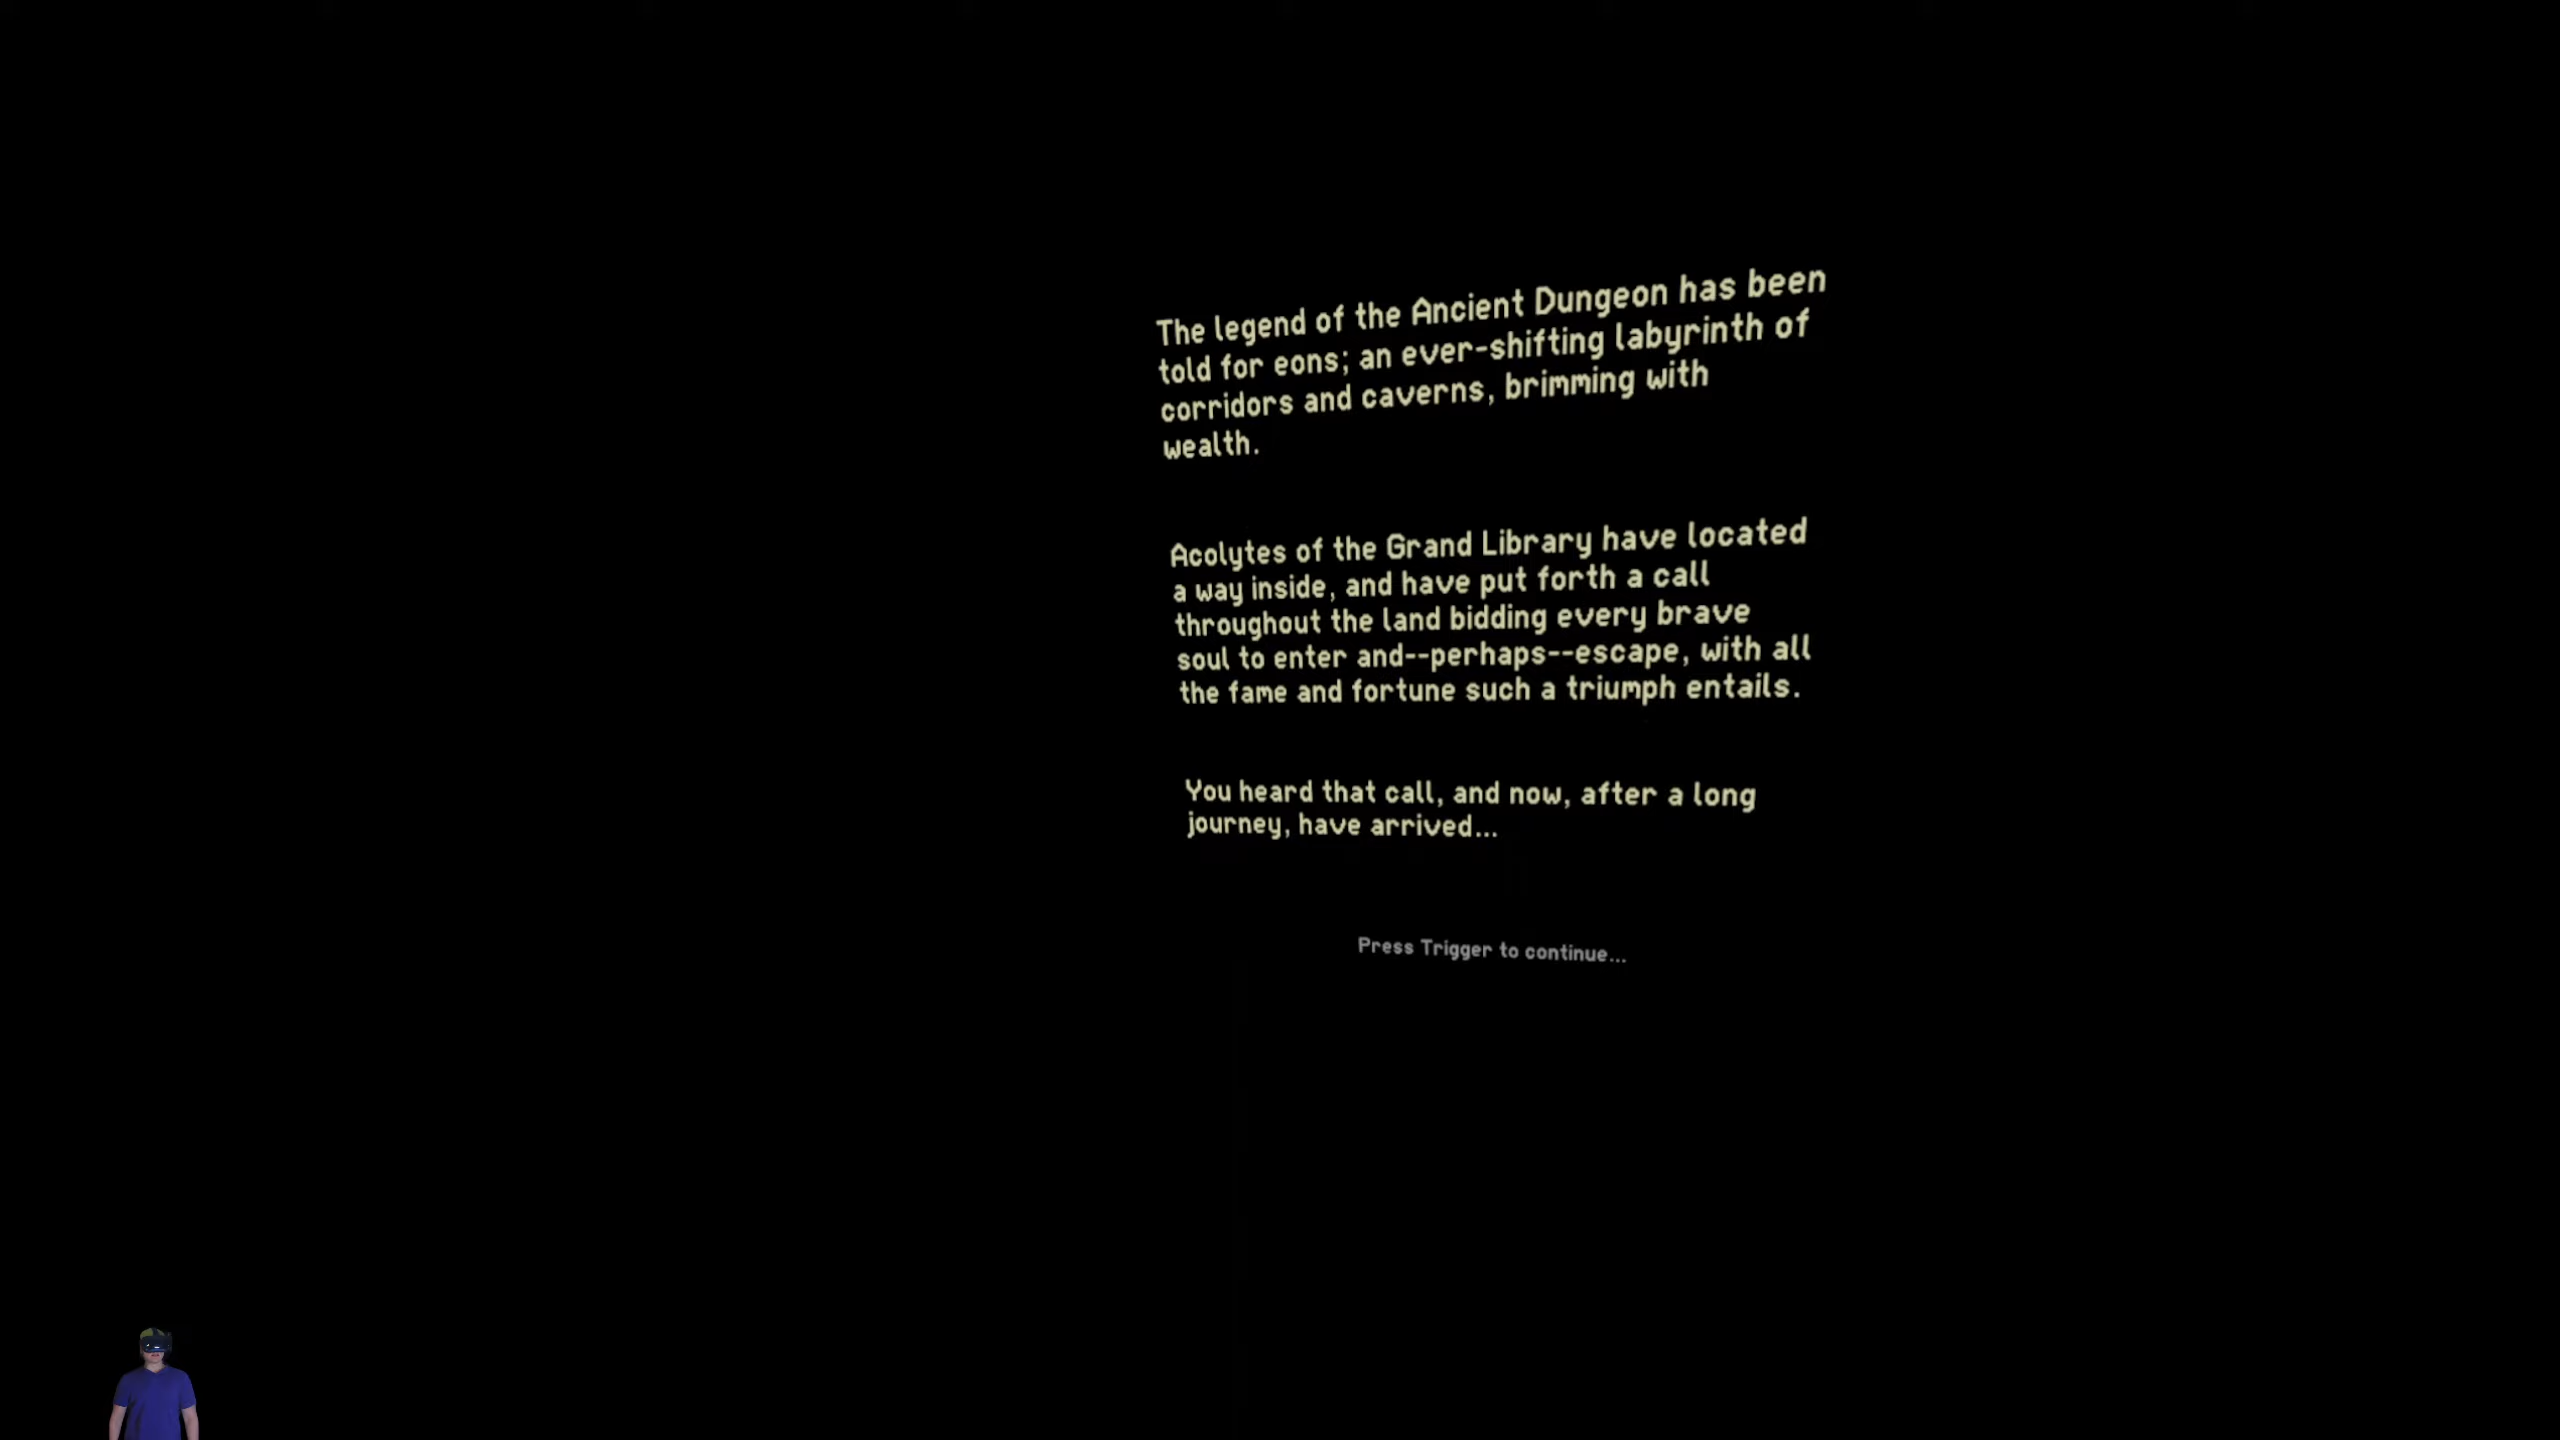 The legend of the Ancient Dungeon has been
told for eons; an ever-shifting labyrinth of
corridors and caverns, brimming with
wealth.
Acolytes of the Grand Library have located
a way inside, and have put forth a call
throughout the land bidding every brave
soul to enter and--perhaps--escape, with all
the fame and fortune such a triumph entails.
You heard that call, and now, after a long
journey, have arrived...
Press Trigger to continue...